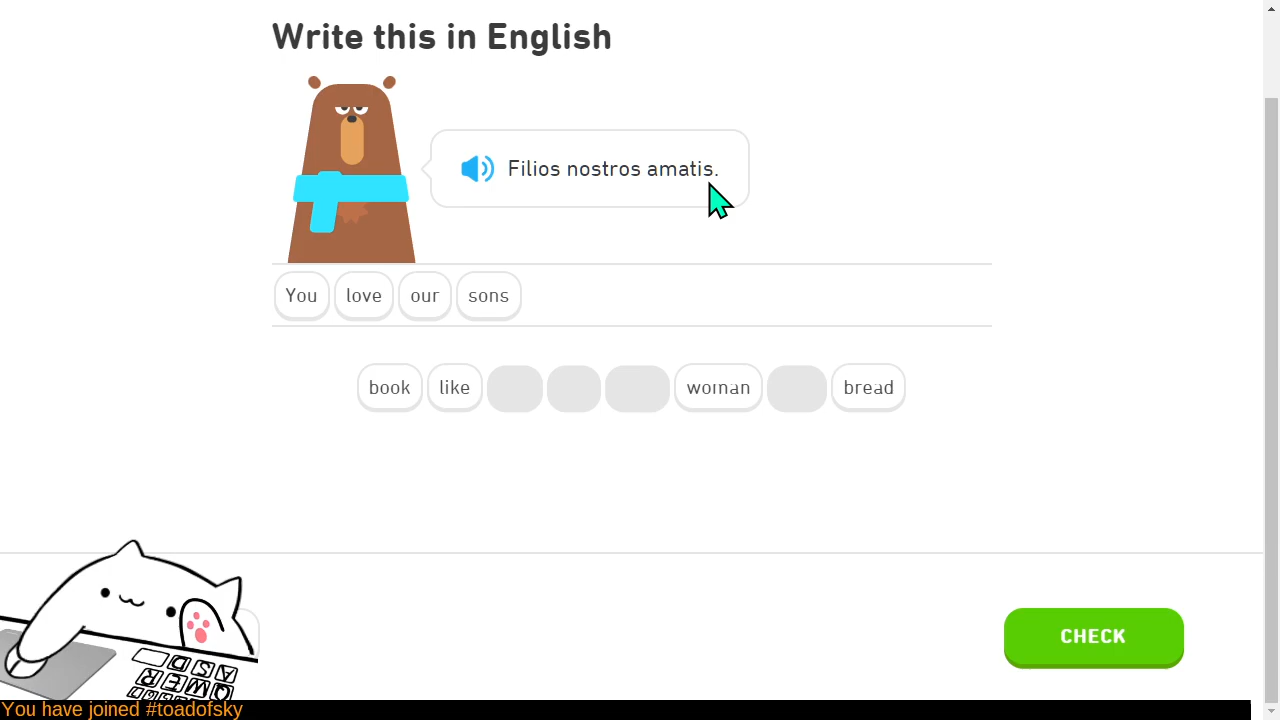 Write this in English
Filios nostros amatis.
You love our sons
book like woman bread
CHECK
A S D
Q W E R
You have joined #toadofsky